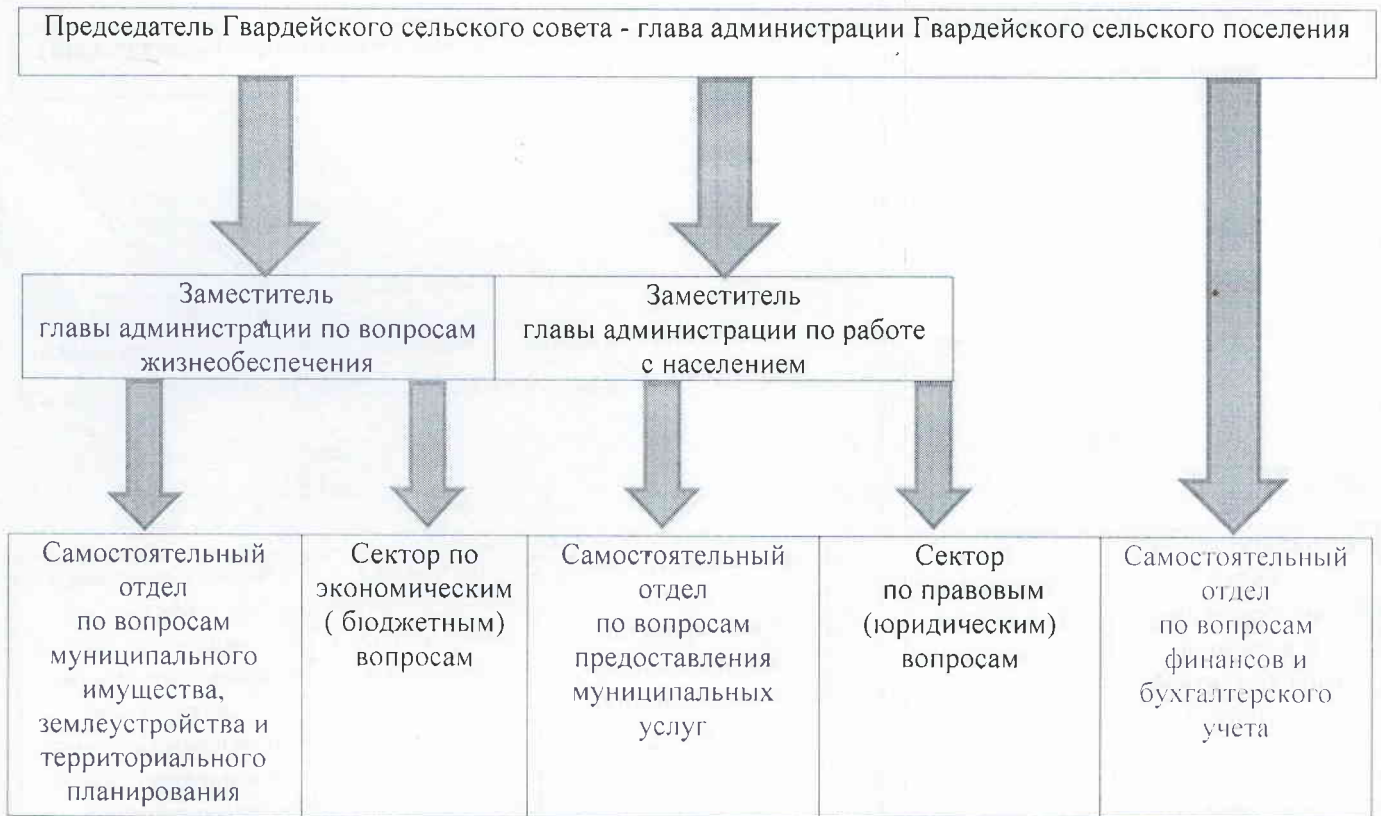 Председатель Гвардейского сельского совета - глава администрации Гвардейского сельского поселения
Заместитель
главы администрации по вопросам
жизнеобеспечения
Заместитель
главы администрации по работе
с населением
Самостоятельный
отдел
по вопросам
муниципального
имущества,
землеустройства и
территориального
планирования
Сектор по
экономическим
( бюджетным)
вопросам
Самостоятельный
отдел
по вопросам
предоставления
муниципальных
услуг
Сектор
по правовым
(юридическим)
вопросам
Самостоятельный
отдел
по вопросам
финансов и
бухгалтерского
учета